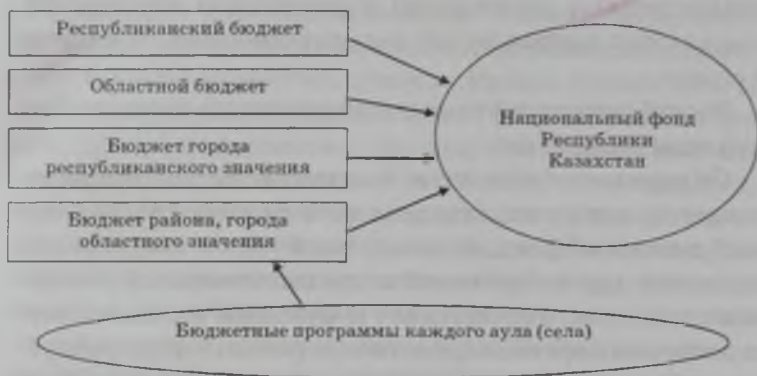 Республиканский бюджет
Областной бюджет
Бюджет города
республиканского значения
Бюджет района, города
областного значения
Национальный фонд
Республики
Казахстан
Бюджетные программы каждого аула (села)